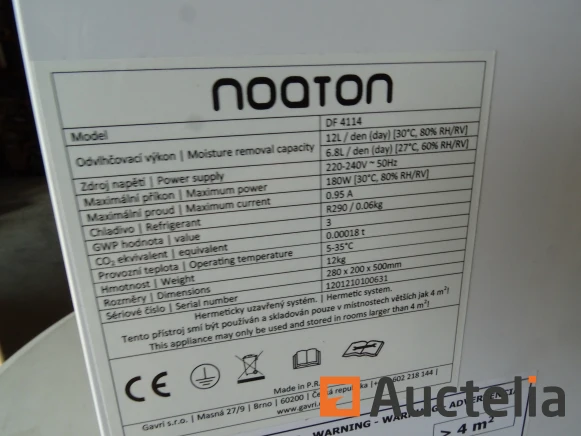 noaton
Model DF 4114
Odvlhčovací výkon | Moisture removal capacity 12L / den (day) [30°C, 80% RH/RV]
6.8L / den (day) [27°C, 60% RH/RV]
Zdroj napětí | Power supply 220-240V ~ 50Hz
Maximální příkon | Maximum power 180W [30°C, 80% RH/RV]
Maximální proud | Maximum current 0.95 A
Chladivo | Refrigerant R290 / 0.06kg
GWP hodnota | value 3
CO₂ ekvivalent | equivalent 0.00018 t
Provozní teplota | Operating temperature 5-35°C
Hmotnost | Weight 12kg
Rozměry | Dimensions 280 x 200 x 500mm
Sériové číslo | Serial number 1201210100631
Hermeticky uzavřený systém. | Hermetic system.
Tento přístroj smí být používán a skladován pouze v místnostech větších jak 4 m²!
This appliance may only be used and stored in rooms larger than 4 m²!
CE
Made in P.R.
Gavri s.r.o. | Masná 27/9 | Brno | 60200 | Česká republika | 602 218 144 |
www.gavri.
Auctelia
WARNING - WARNING
> 4 m²